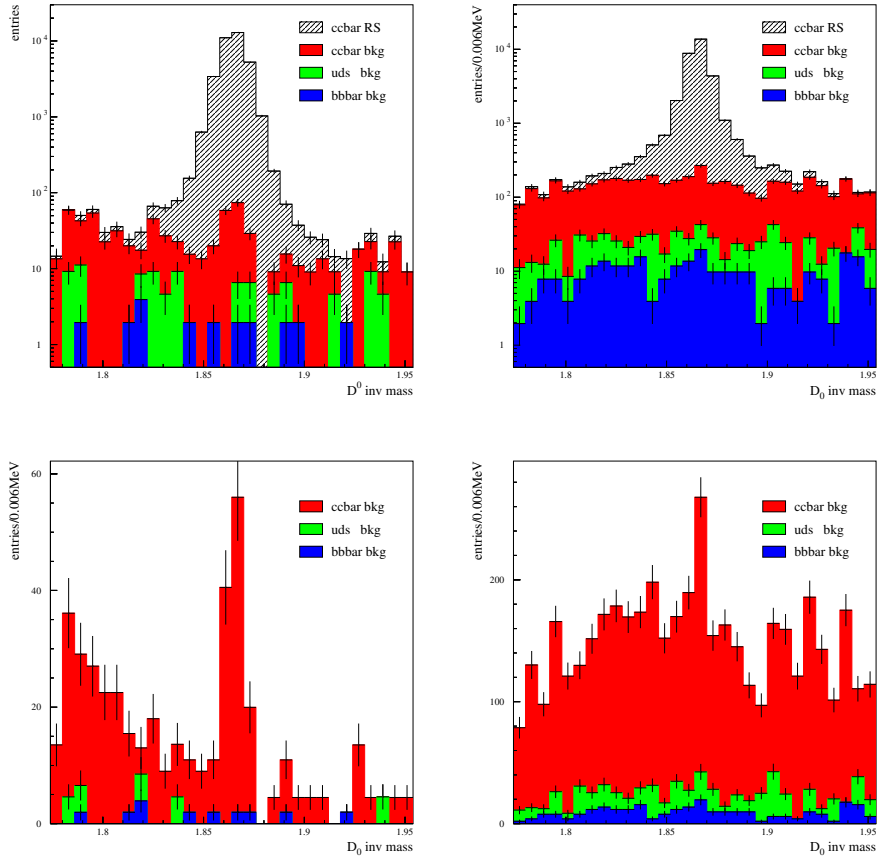 entries
10⁴
10³
10²
10
1
1.8
1.85
1.9
1.95
D⁰ inv mass
ccbar RS
ccbar bkg
uds bkg
bbbar bkg
entries/0.006MeV
10⁴
10³
10²
10
1
1.8
1.85
1.9
1.95
D₀ inv mass
ccbar RS
ccbar bkg
uds bkg
bbbar bkg
entries/0.006MeV
60
40
20
0
1.8
1.85
1.9
1.95
D₀ inv mass
ccbar bkg
uds bkg
bbbar bkg
entries/0.006MeV
200
100
0
1.8
1.85
1.9
1.95
D₀ inv mass
ccbar bkg
uds bkg
bbbar bkg